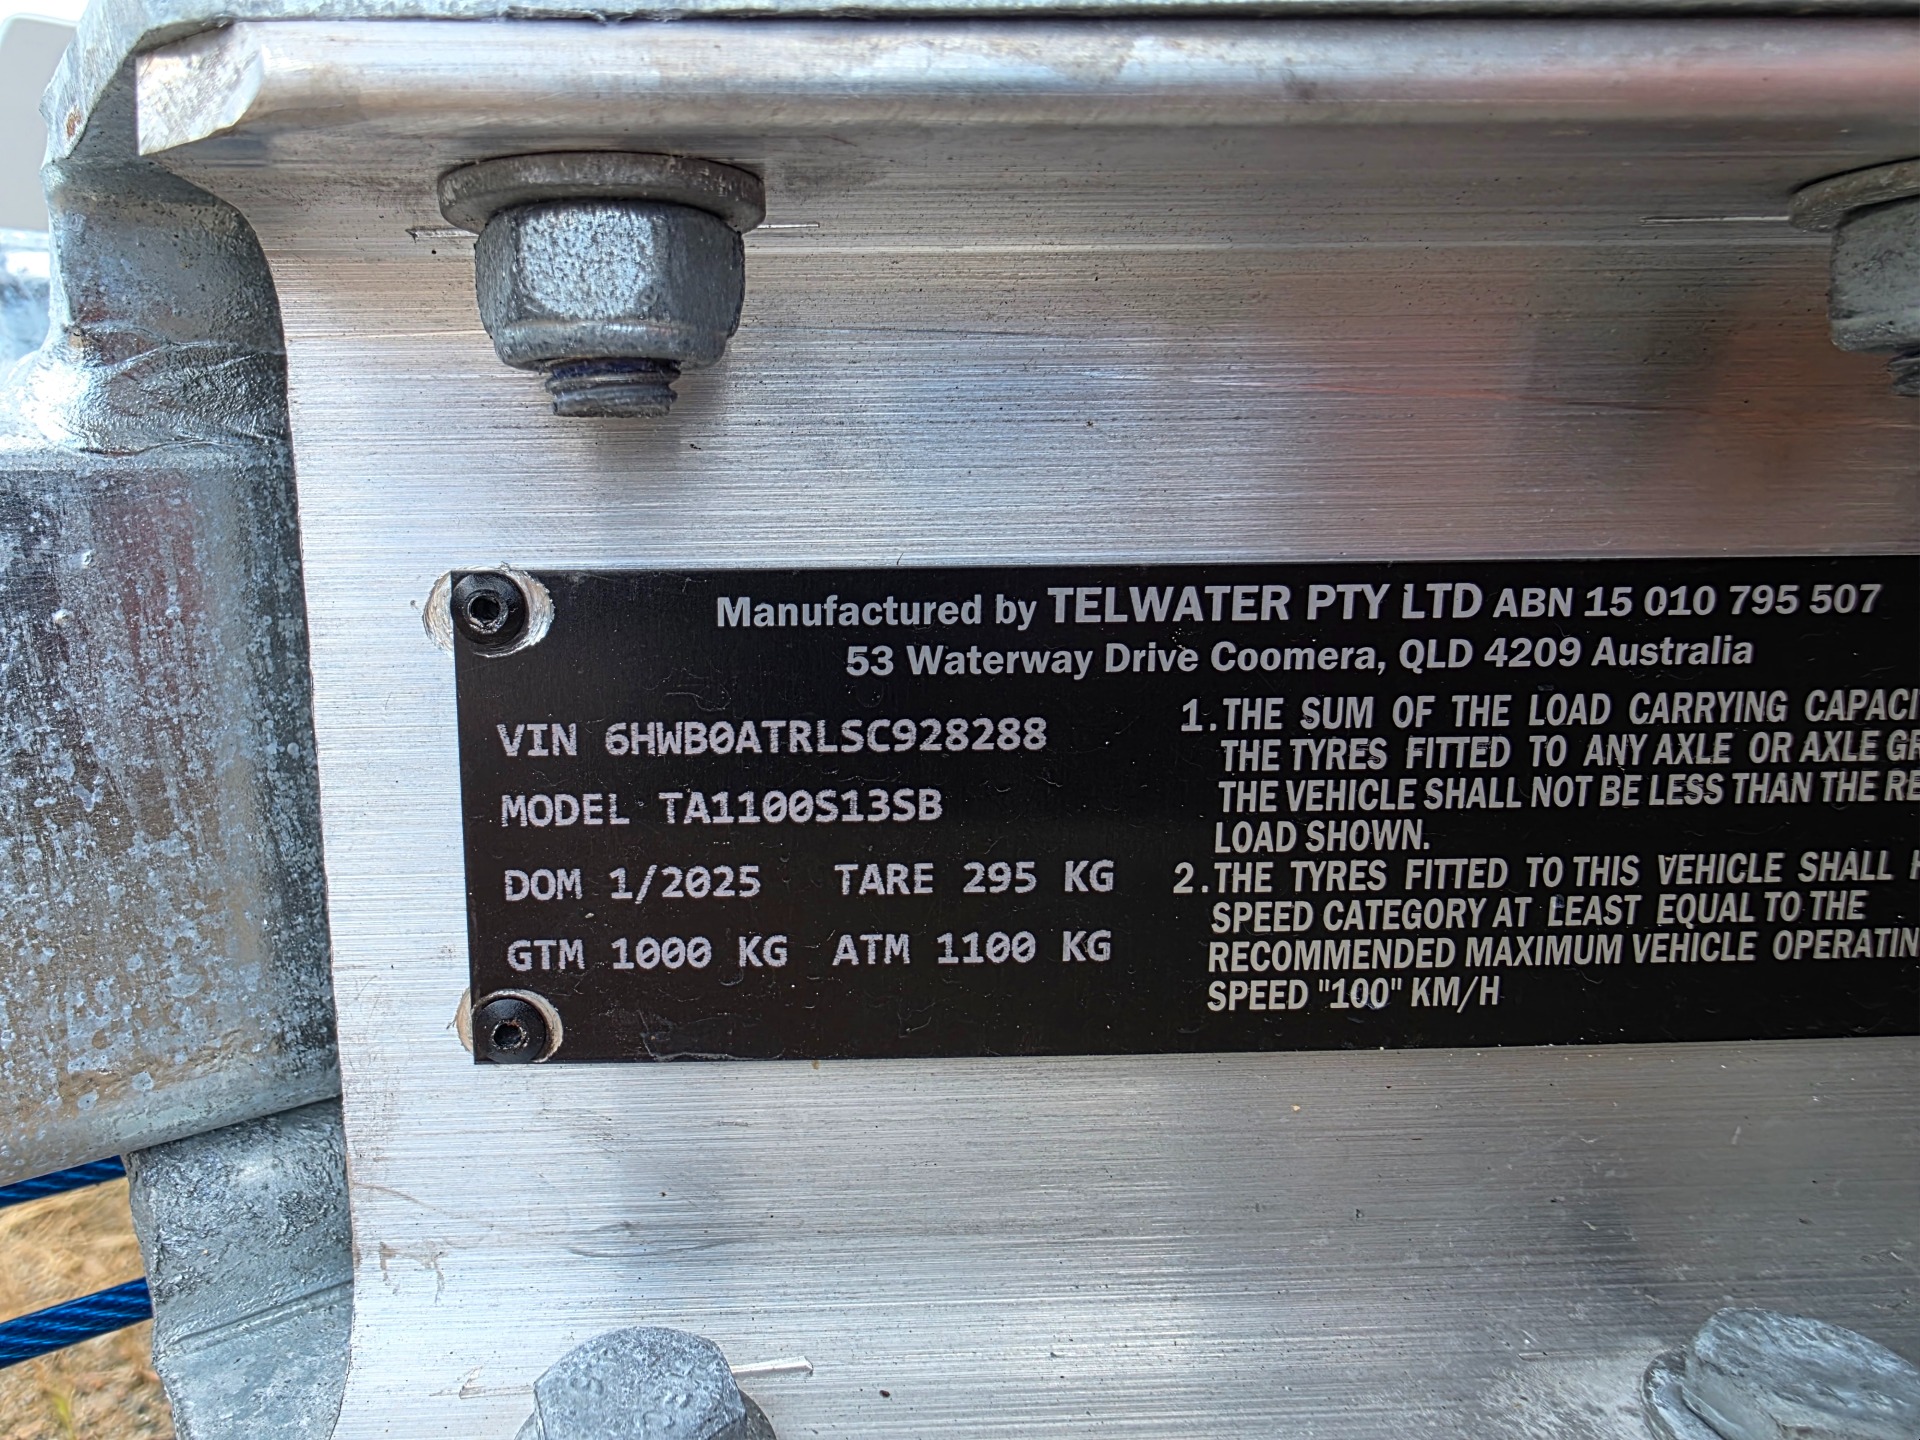 Manufactured by TELWATER PTY LTD ABN 15 010 795 507
53 Waterway Drive Coomera, QLD 4209 Australia
VIN 6HWB0ATRLSC928288
MODEL TA1100S13SB
DOM 1/2025 TARE 295 KG
GTM 1000 KG ATM 1100 KG
1. THE SUM OF THE LOAD CARRYING CAPACI
THE TYRES FITTED TO ANY AXLE OR AXLE GR
THE VEHICLE SHALL NOT BE LESS THAN THE RE
LOAD SHOWN.
2. THE TYRES FITTED TO THIS VEHICLE SHALL H
SPEED CATEGORY AT LEAST EQUAL TO THE
RECOMMENDED MAXIMUM VEHICLE OPERATIN
SPEED "100" KM/H